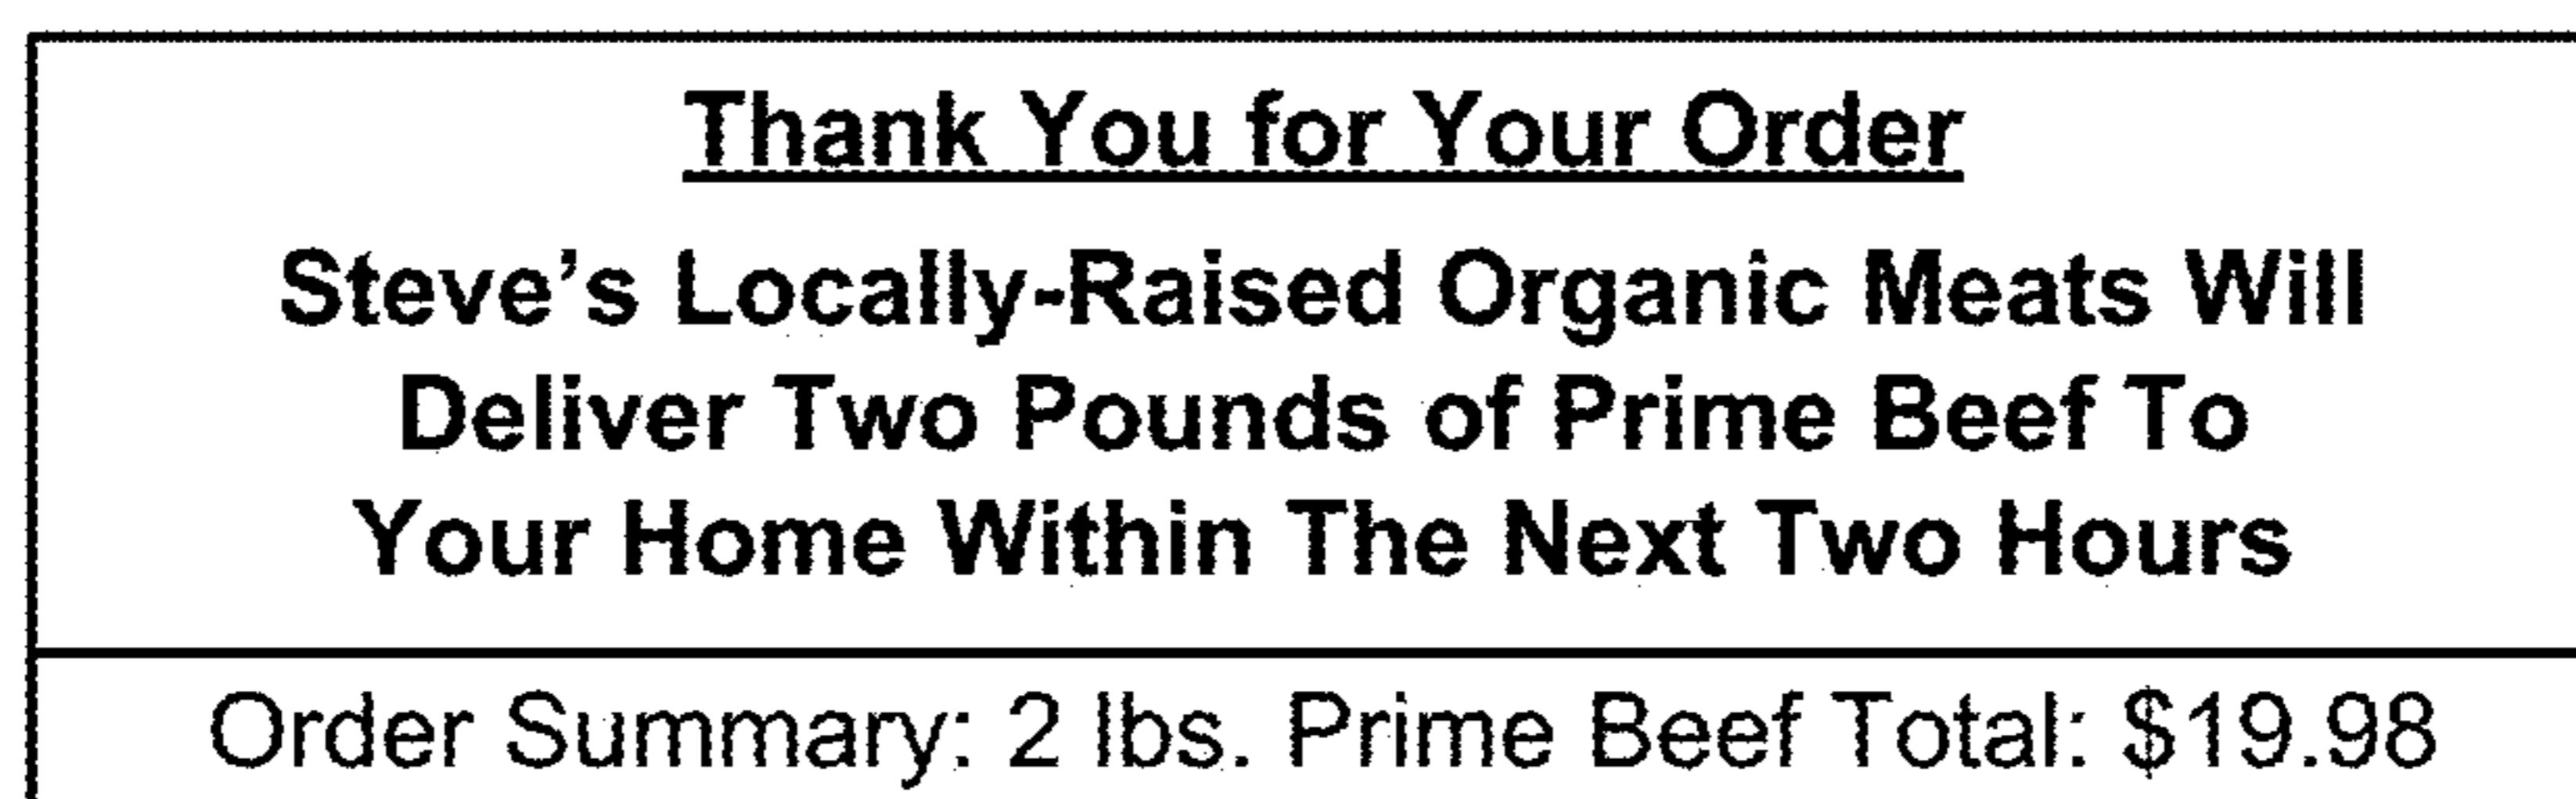 Thank You for Your Order
Steve's Locally-Raised Organic Meats Will
Deliver Two Pounds of Prime Beef To
Your Home Within The Next Two Hours
Order Summary: 2 lbs. Prime Beef Total: $19.98